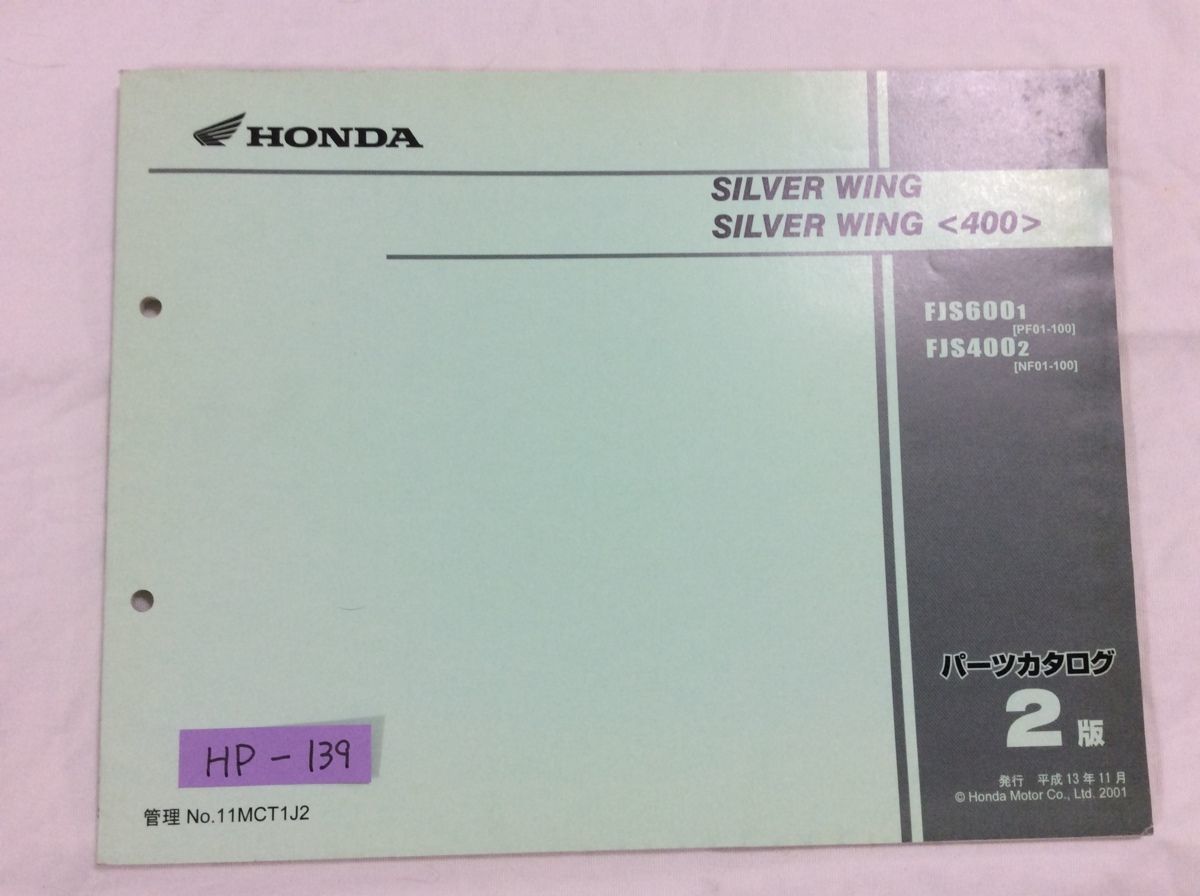 HONDA
SILVER WING
SILVER WING <400>
FJS6001
[PF01-100]
FJS4002
[NF01-100]
パーツカタログ
2版
発行 平成13年11月
© Honda Motor Co., Ltd. 2001
HP-139
管理 No.11MCT1J2